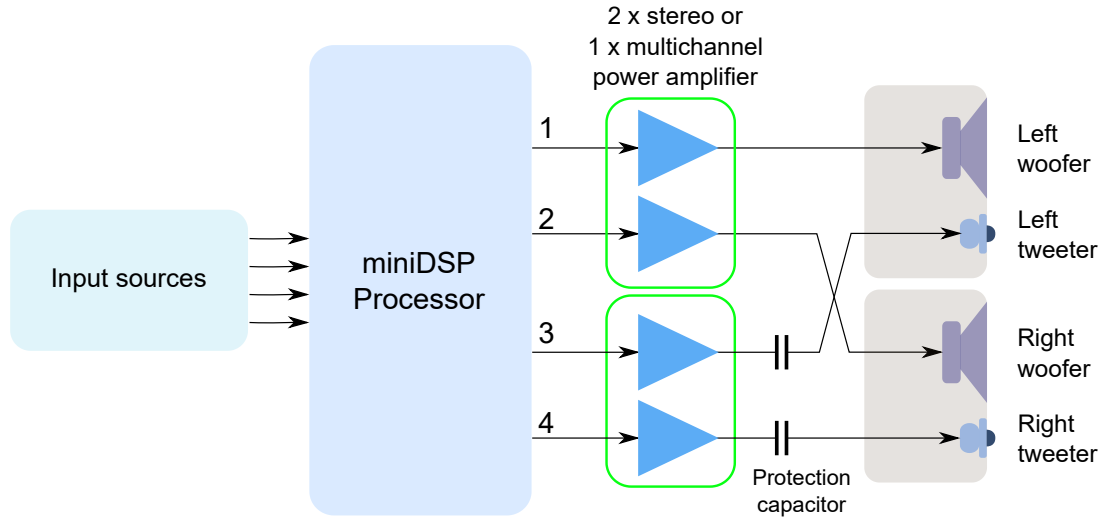 2 x stereo or
1 x multichannel
power amplifier
Input sources
miniDSP
Processor
1
2
3
4
Left
woofer
Left
tweeter
Right
woofer
Right
tweeter
Protection
capacitor